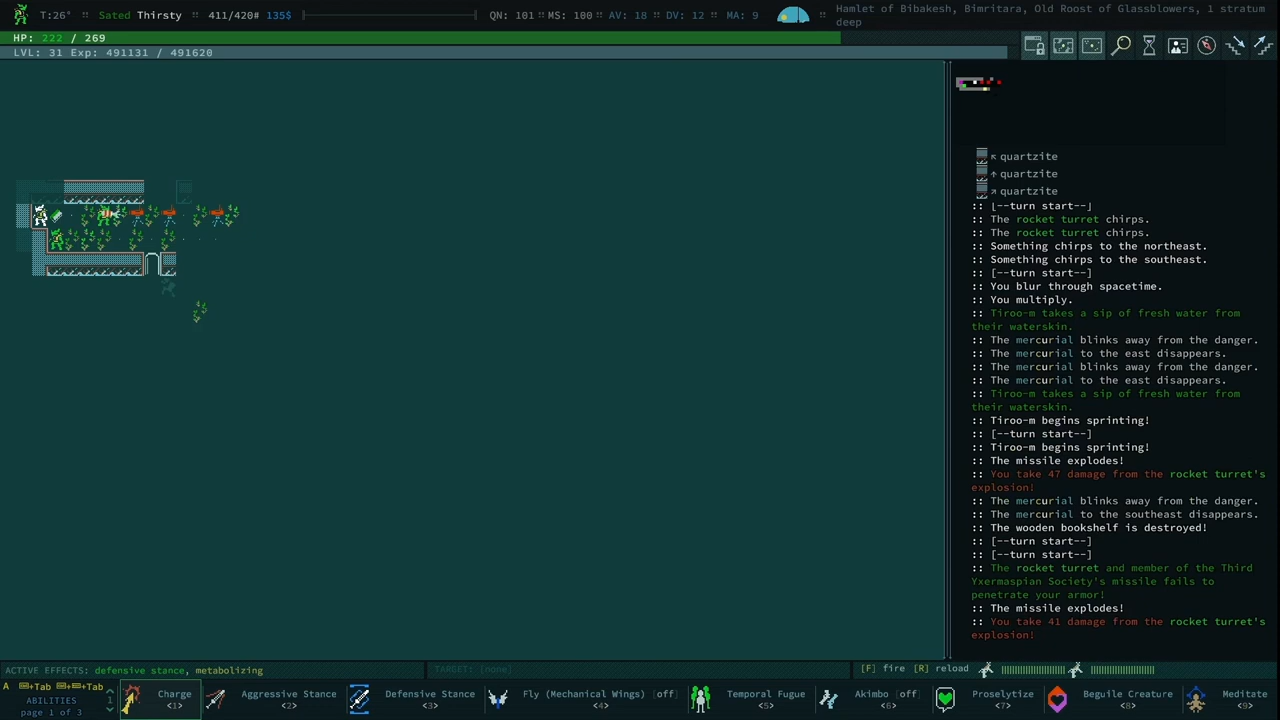 T:26° :: Sated Thirsty :: 411/420# 135$ :: QN: 101 :: MS: 100 :: AV: 18 :: DV: 12 :: MA: 9 :: Hamlet of Bibakesh, Bimritara, Old Roost of Glassblowers, 1 stratum
deep
HP: 222 / 269
LVL: 31 Exp: 491131 / 491620
quartzite
quartzite
quartzite
:: [--turn start--]
:: The rocket turret chirps.
:: The rocket turret chirps.
:: Something chirps to the northeast.
:: Something chirps to the southeast.
:: [--turn start--]
:: You blur through spacetime.
:: You multiply.
:: Tiroo-m takes a sip of fresh water from
their waterskin.
:: The mercurial blinks away from the danger.
:: The mercurial to the east disappears.
:: The mercurial blinks away from the danger.
:: The mercurial to the east disappears.
:: Tiroo-m takes a sip of fresh water from
their waterskin.
:: Tiroo-m begins sprinting!
:: [--turn start--]
:: Tiroo-m begins sprinting!
:: The missile explodes!
:: You take 47 damage from the rocket turret's
explosion!
:: The mercurial blinks away from the danger.
:: The mercurial to the southeast disappears.
:: The wooden bookshelf is destroyed!
:: [--turn start--]
:: [--turn start--]
:: The rocket turret and member of the Third
Yxermaspian Society's missile fails to
penetrate your armor!
:: The missile explodes!
:: You take 41 damage from the rocket turret's
explosion!
ACTIVE EFFECTS: defensive stance, metabolizing
TARGET: [none]
[F] fire [R] reload
ABILITIES
page 1 of 3
Charge
<1>
Aggressive Stance
<2>
Defensive Stance
<3>
Fly (Mechanical Wings) [off]
<4>
Temporal Fugue
<5>
Akimbo [off]
<6>
Proselytize
<7>
Beguile Creature
<8>
Meditate
<9>